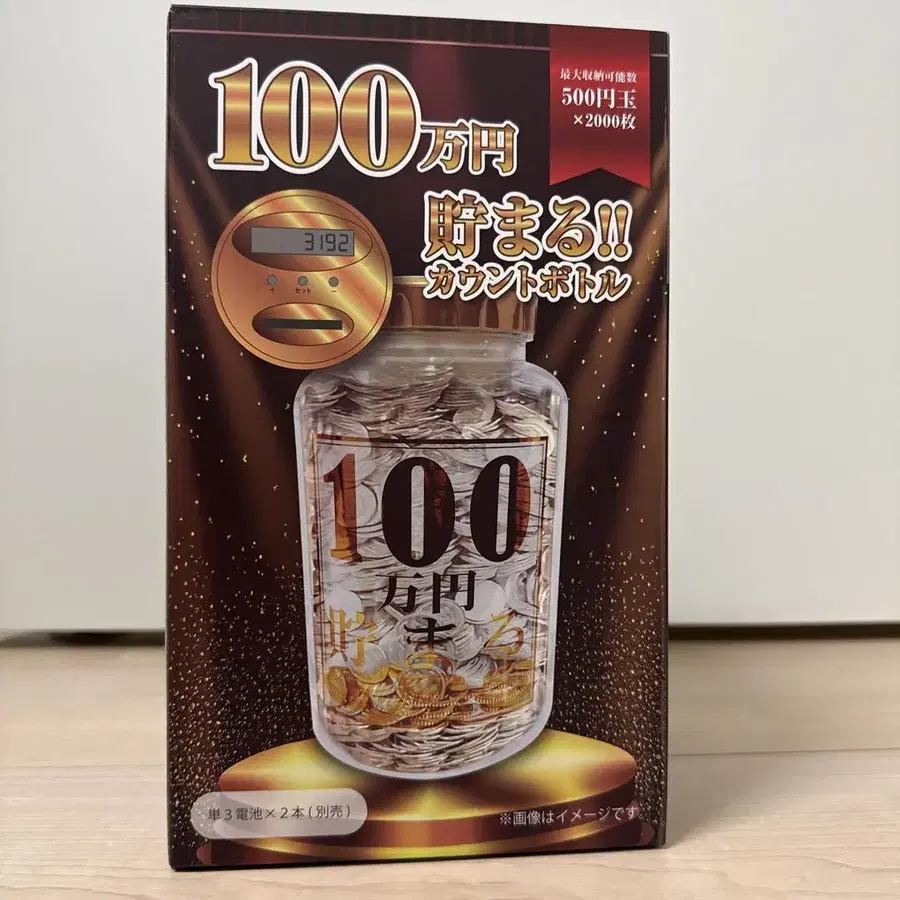 最大収納可能数
500円玉
×2000枚
100万円
貯まる!!
カウントボトル
3192
+ セット -
100
万円
貯まる
単3電池×2本(別売)
※画像はイメージです